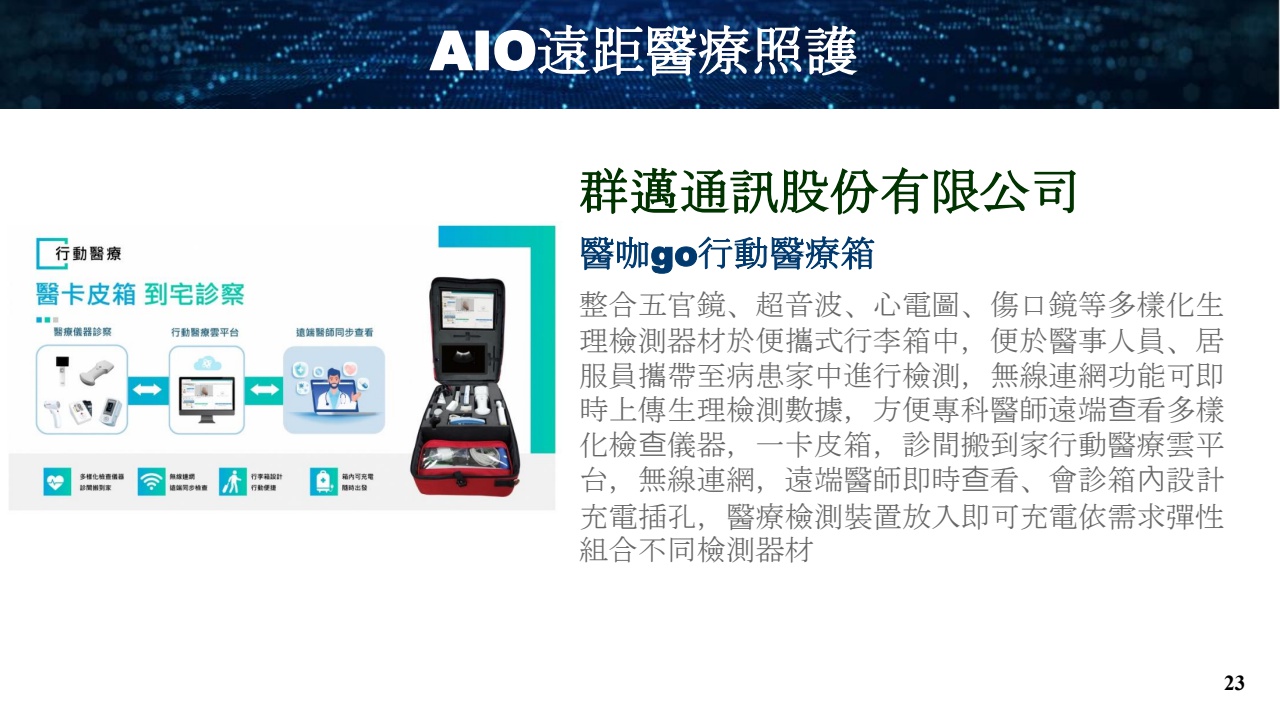 AIO遠距醫療照護
行動醫療
醫卡皮箱 到宅診察
醫療儀器診察
行動醫療雲平台
遠端醫師同步查看
多樣化檢查儀器
診間搬到家
無線連網
遠端同步檢查
行李箱設計
行動便捷
箱內可充電
隨時出發
群邁通訊股份有限公司
醫咖go行動醫療箱
整合五官鏡、超音波、心電圖、傷口鏡等多樣化生
理檢測器材於便攜式行李箱中，便於醫事人員、居
服員攜帶至病患家中進行檢測，無線連網功能可即
時上傳生理檢測數據，方便專科醫師遠端查看多樣
化檢查儀器，一卡皮箱，診間搬到家行動醫療雲平
台，無線連網，遠端醫師即時查看、會診箱內設計
充電插孔，醫療檢測裝置放入即可充電依需求彈性
組合不同檢測器材
23